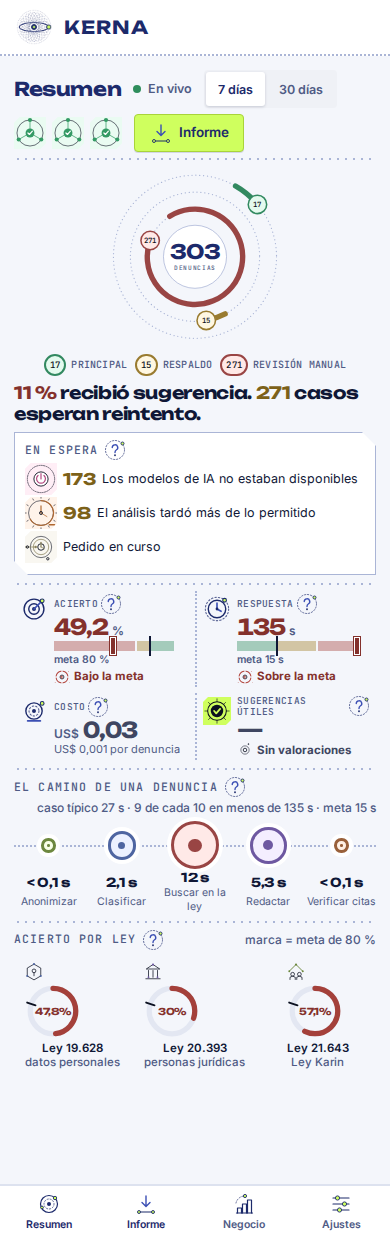 KERNA
Resumen
En vivo
7 días
30 días
Informe
17
271
303
DENUNCIAS
15
17 PRINCIPAL 15 RESPALDO 271 REVISIÓN MANUAL
11 % recibió sugerencia. 271 casos
esperan reintento.
EN ESPERA ?
173 Los modelos de IA no estaban disponibles
98 El análisis tardó más de lo permitido
Pedido en curso
ACIERTO ?
49,2 %
meta 80 %
Bajo la meta
RESPUESTA ?
135 s
meta 15 s
Sobre la meta
COSTO ?
US$ 0,03
US$ 0,001 por denuncia
SUGERENCIAS
ÚTILES ?
—
Sin valoraciones
EL CAMINO DE UNA DENUNCIA ?
caso típico 27 s · 9 de cada 10 en menos de 135 s · meta 15 s
<0,1 s
Anonimizar
2,1 s
Clasificar
12 s
Buscar en la
ley
5,3 s
Redactar
<0,1 s
Verificar citas
ACIERTO POR LEY ?
marca = meta de 80 %
47,8%
Ley 19.628
datos personales
30%
Ley 20.393
personas jurídicas
57,1%
Ley 21.643
Ley Karin
Resumen
Informe
Negocio
Ajustes